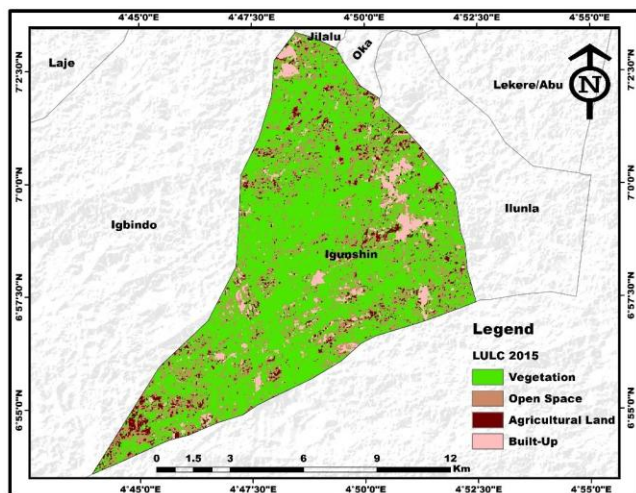 4°45'0"E 4°47'30"E 4°50'0"E 4°52'30"E 4°55'0"E
Jilalu
Oka
Laje
Lekere/Abu
N
7°2'30"N
7°2'30"N
7°0'0"N
7°0'0"N
Igbindo
Ilunla
Igunshin
6°57'30"N
6°57'30"N
Legend
LULC 2015
Vegetation
Open Space
Agricultural Land
Built-Up
6°55'0"N
6°55'0"N
0 1.5 3 6 9 12
Km
4°45'0"E 4°47'30"E 4°50'0"E 4°52'30"E 4°55'0"E